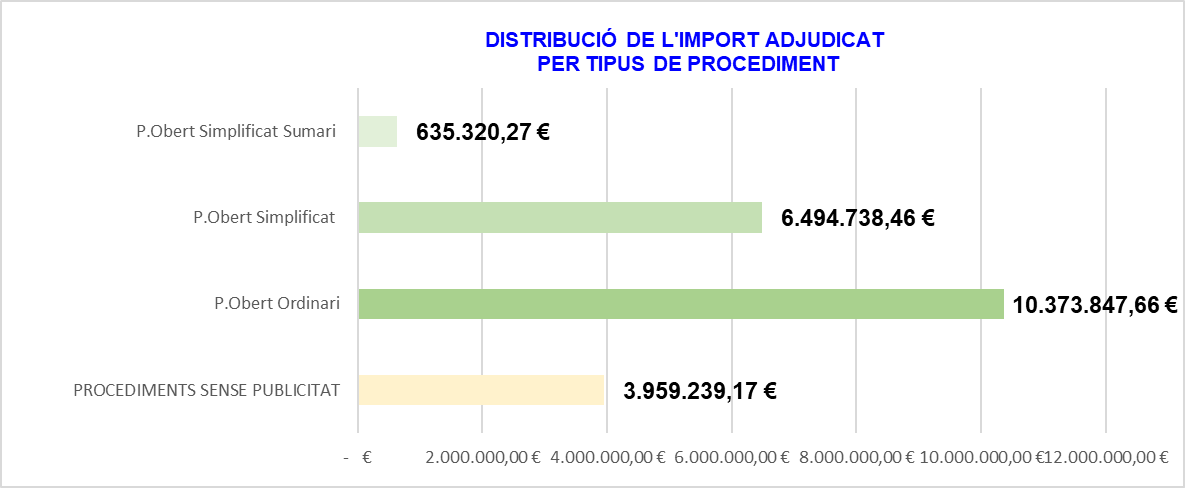 DISTRIBUCIÓ DE L'IMPORT ADJUDICAT
PER TIPUS DE PROCEDIMENT
P.Obert Simplificat Sumari
635.320,27 €
P.Obert Simplificat
6.494.738,46 €
P.Obert Ordinari
10.373.847,66 €
PROCEDIMENTS SENSE PUBLICITAT
3.959.239,17 €
- €
2.000.000,00 €
4.000.000,00 €
6.000.000,00 €
8.000.000,00 €
10.000.000,00 €
12.000.000,00 €